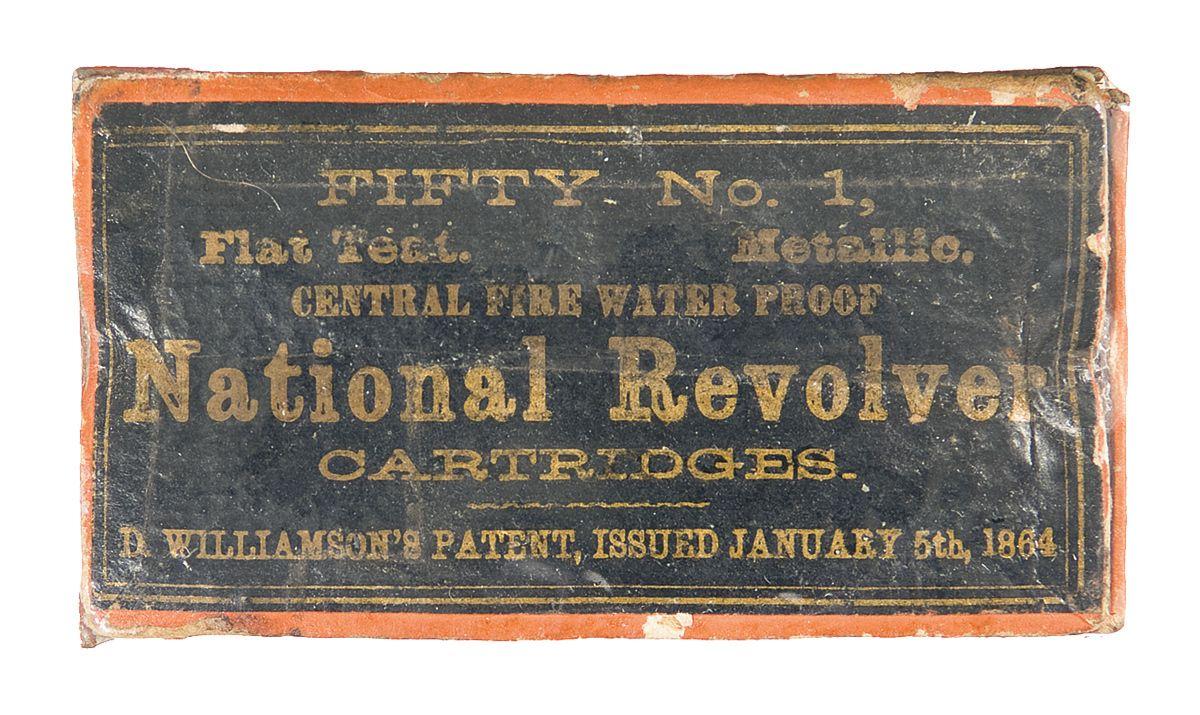 FIFTY No. 1,
Flat Teat. Metallic.
CENTRAL FIRE WATER PROOF
National Revolver
CARTRIDGES.
D. WILLIAMSON'S PATENT, ISSUED JANUARY 5th, 1864